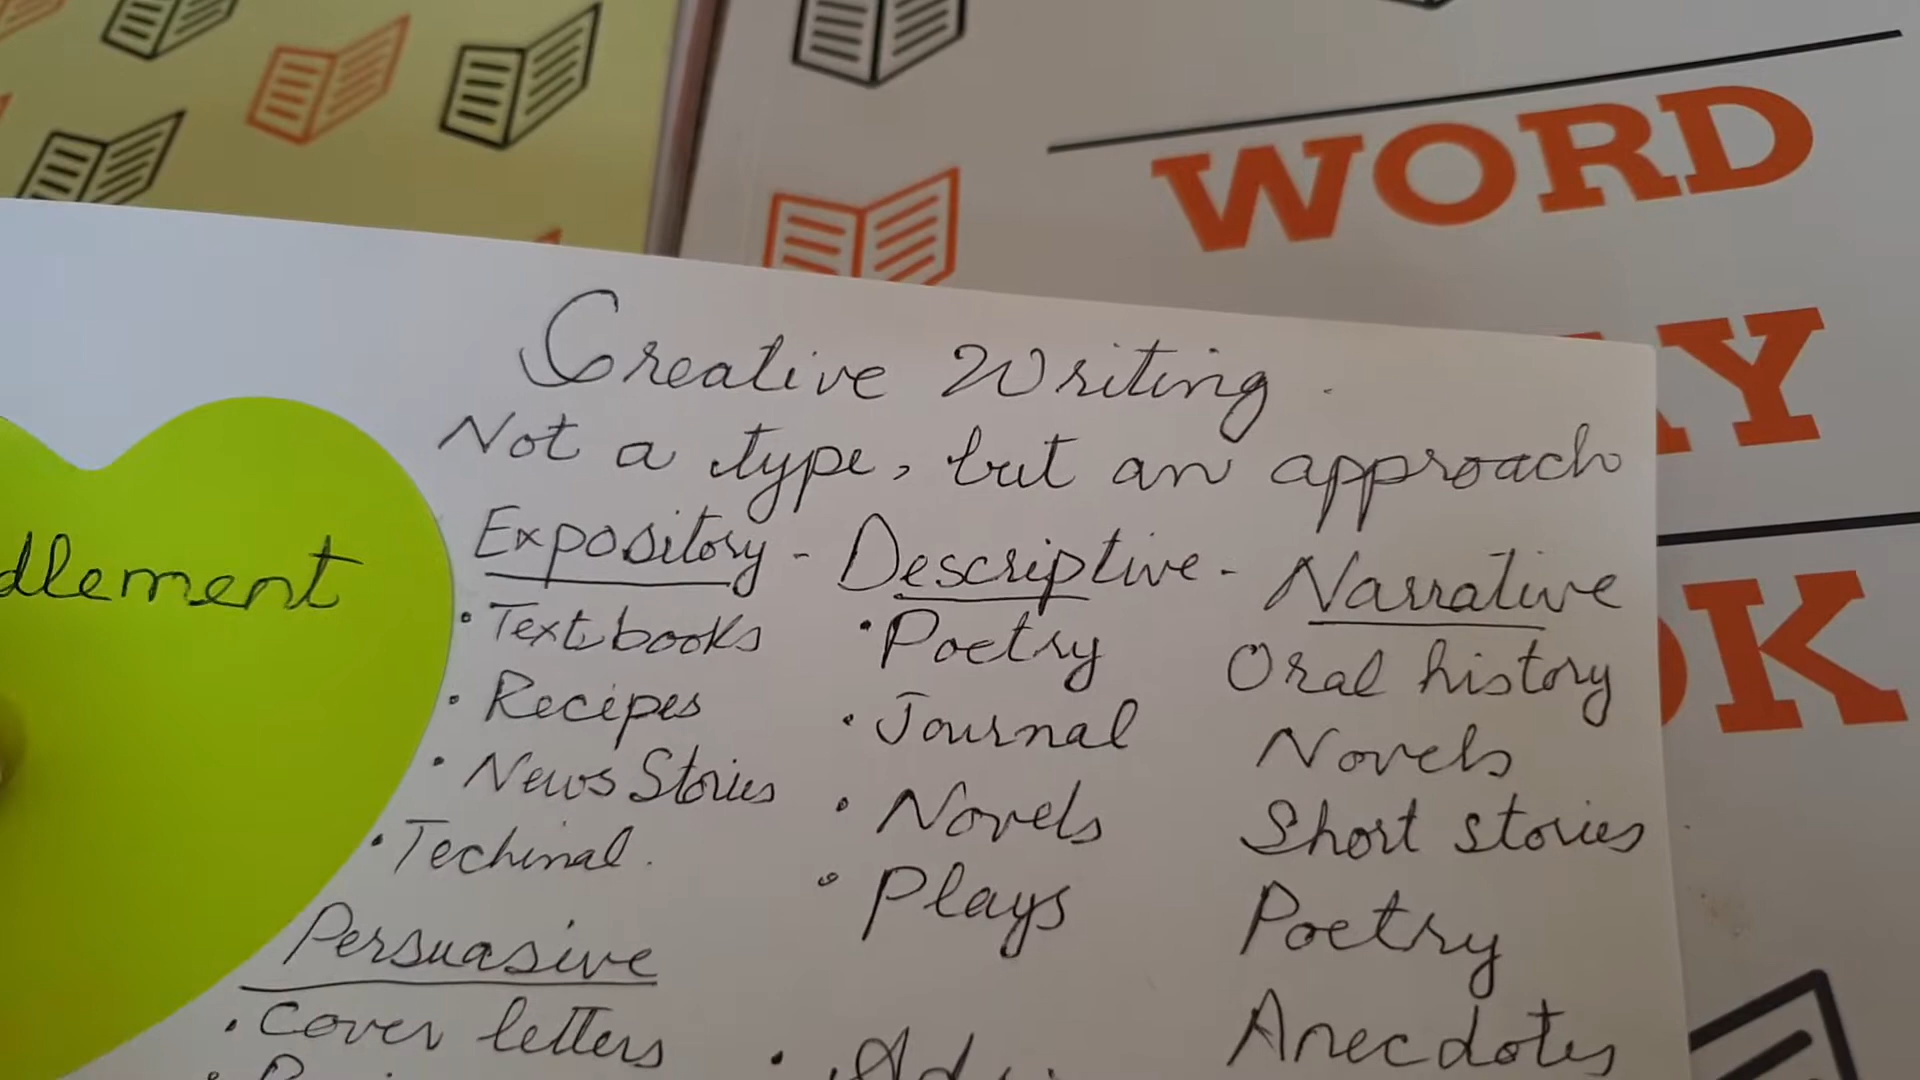 WORD
Creative Writing
Not a type, but an approach
Expository - Descriptive - Narrative
• Textbooks
• Recipes
• News Stories
• Techinal.
• Poetry
• Journal
• Novels
• Plays
Oral history
Novels
Short stories
Poetry
Anecdotes
Persuasive
• Cover letters
dlement